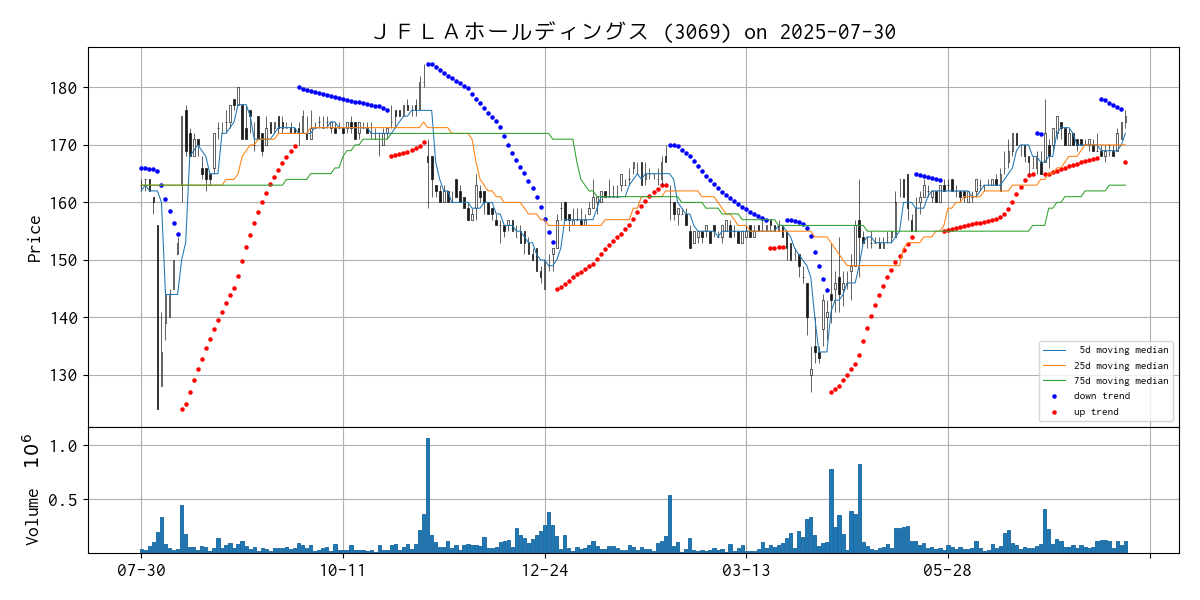 ＪＦＬＡホールディングス (3069) on 2025-07-30
180
170
160
150
140
130
Price
5d moving median
25d moving median
75d moving median
down trend
up trend
1.0
0.5
Volume 10^6
07-30
10-11
12-24
03-13
05-28